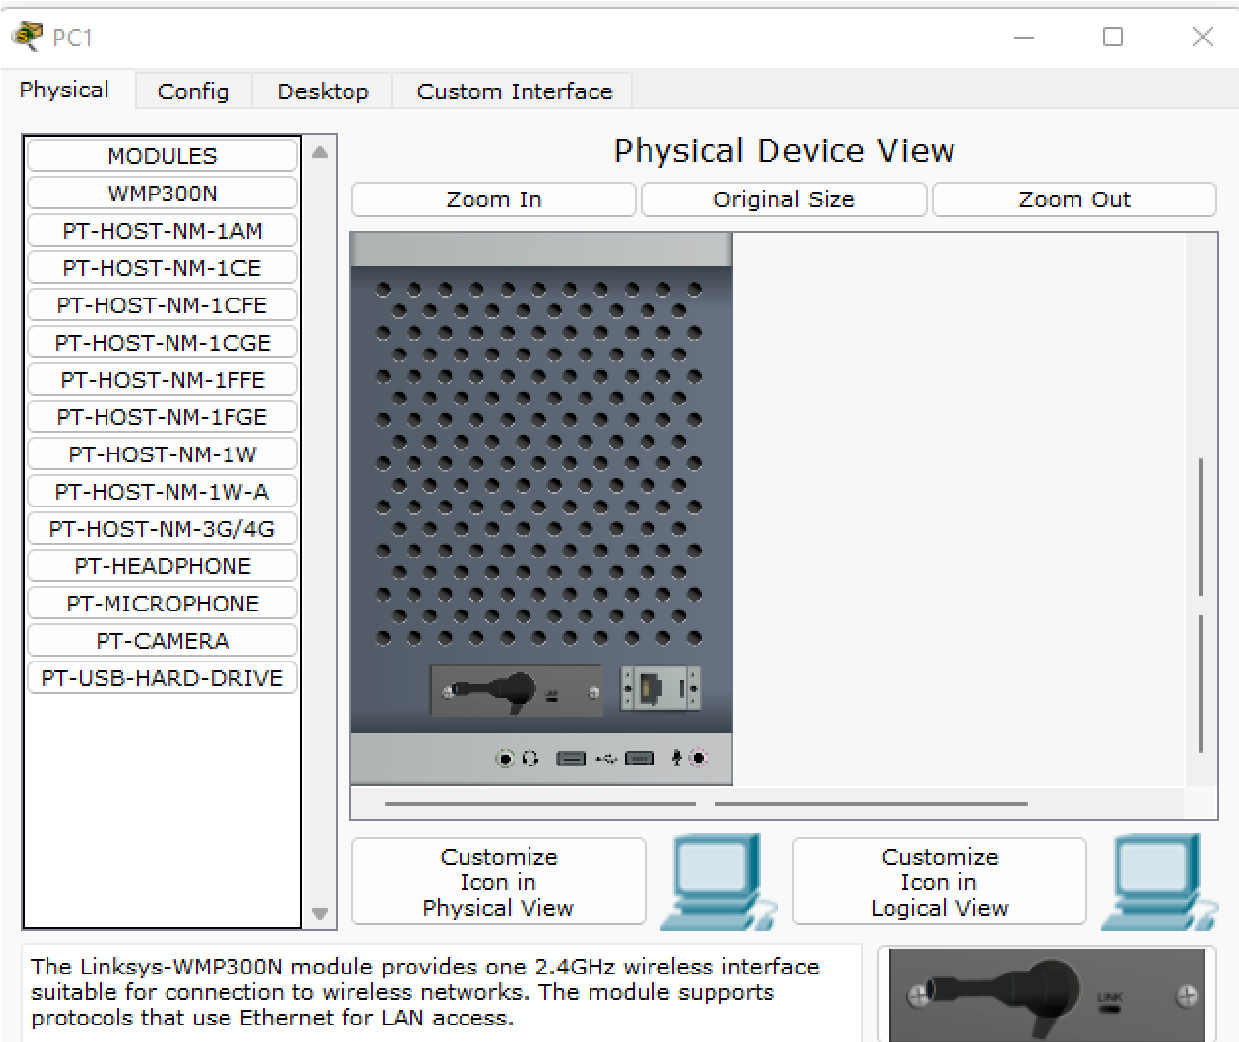 PC1
Physical
Config
Desktop
Custom Interface
MODULES
WMP300N
PT-HOST-NM-1AM
PT-HOST-NM-1CE
PT-HOST-NM-1CFE
PT-HOST-NM-1CGE
PT-HOST-NM-1FFE
PT-HOST-NM-1FGE
PT-HOST-NM-1W
PT-HOST-NM-1W-A
PT-HOST-NM-3G/4G
PT-HEADPHONE
PT-MICROPHONE
PT-CAMERA
PT-USB-HARD-DRIVE
Physical Device View
Zoom In
Original Size
Zoom Out
Customize
Icon in
Physical View
Customize
Icon in
Logical View
The Linksys-WMP300N module provides one 2.4GHz wireless interface
suitable for connection to wireless networks. The module supports
protocols that use Ethernet for LAN access.
LINK